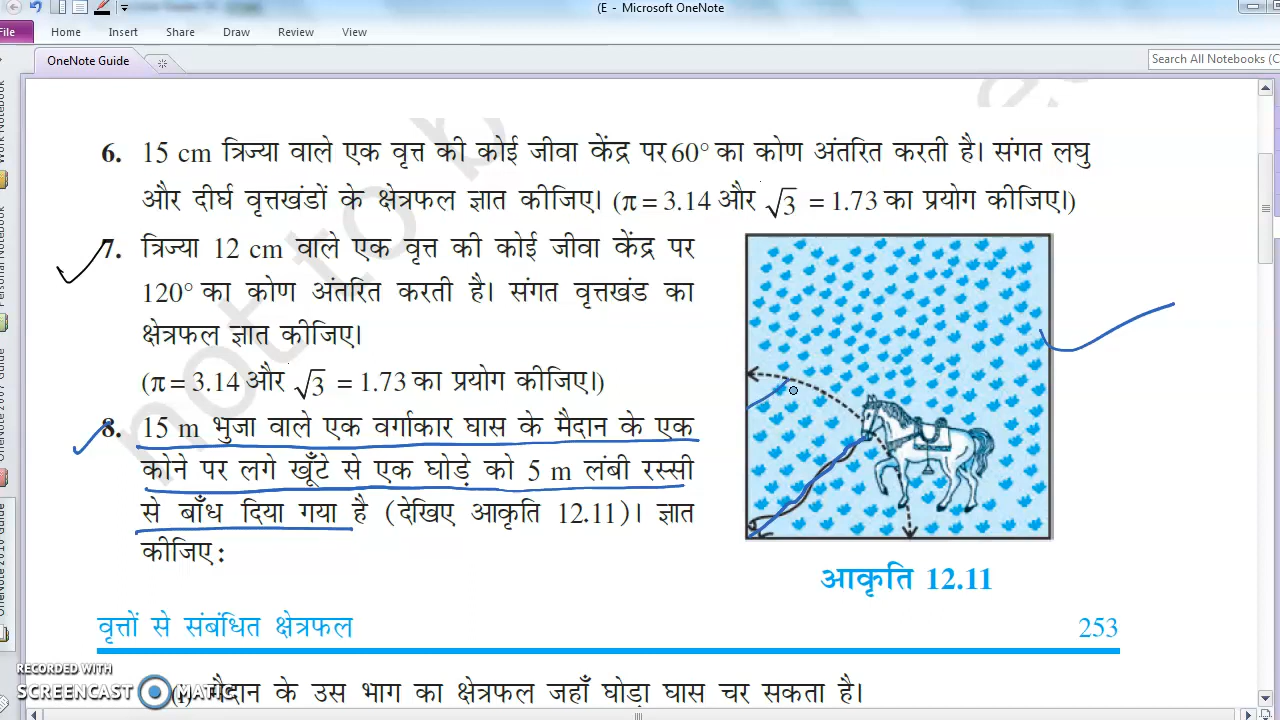 (E - Microsoft OneNote
File Home Insert Share Draw Review View
OneNote Guide
Search All Notebooks (C
6. 15 cm त्रिज्या वाले एक वृत्त की कोई जीवा केंद्र पर 60° का कोण अंतरित करती है। संगत लघु
और दीर्घ वृत्तखंडों के क्षेत्रफल ज्ञात कीजिए। (π = 3.14 और √3 = 1.73 का प्रयोग कीजिए।)
7. त्रिज्या 12 cm वाले एक वृत्त की कोई जीवा केंद्र पर
120° का कोण अंतरित करती है। संगत वृत्तखंड का
क्षेत्रफल ज्ञात कीजिए।
(π = 3.14 और √3 = 1.73 का प्रयोग कीजिए।)
8. 15 m भुजा वाले एक वर्गाकार घास के मैदान के एक
कोने पर लगे खूँटे से एक घोड़े को 5 m लंबी रस्सी
से बाँध दिया गया है (देखिए आकृति 12.11)। ज्ञात
कीजिए:
आकृति 12.11
वृत्तों से संबंधित क्षेत्रफल 253
(i) मैदान के उस भाग का क्षेत्रफल जहाँ घोड़ा घास चर सकता है।
RECORDED WITH
SCREENCAST MATIC
not to b